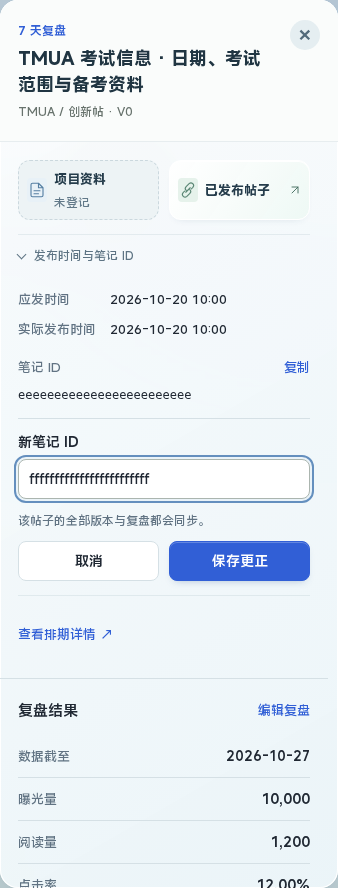 7 天复盘
TMUA 考试信息 · 日期、考试
范围与备考资料
TMUA / 创新帖 · V0
项目资料
未登记
已发布帖子
发布时间与笔记 ID
应发时间 2026-10-20 10:00
实际发布时间 2026-10-20 10:00
笔记 ID 复制
eeeeeeeeeeeeeeeeeeeeeeee
新笔记 ID
ffffffffffffffffffffffff
该帖子的全部版本与复盘都会同步。
取消 保存更正
查看排期详情 ↗
复盘结果 编辑复盘
数据截至 2026-10-27
曝光量 10,000
阅读量 1,200
点击率 12.00%